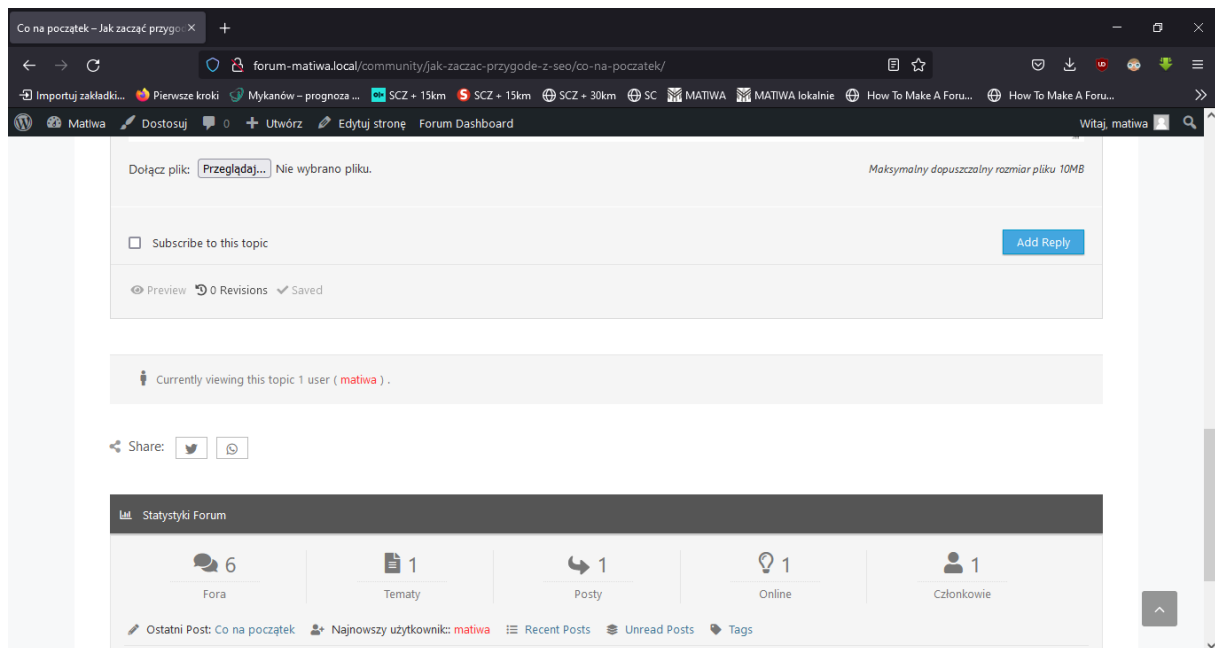 Co na początek – Jak zacząć przygod
forum-matiwa.local/community/jak-zaczac-przygode-z-seo/co-na-poczatek/
Importuj zakładki... Pierwsze kroki Mykanów – prognoza ... SCZ + 15km SCZ + 15km SCZ + 30km SC MATIWA MATIWA lokalnie How To Make A Foru... How To Make A Foru...
MatIwa Dostosuj 0 Utwórz Edytuj stronę Forum Dashboard Witaj, matiwa
Dołącz plik: Przeglądaj... Nie wybrano pliku. Maksymalny dopuszczalny rozmiar pliku 10MB
Subscribe to this topic Add Reply
Preview 0 Revisions Saved
Currently viewing this topic 1 user ( matiwa ) .
Share:
Statystyki Forum
6 1 1 1 1
Fora Tematy Posty Online Członkowie
Ostatni Post: Co na początek Najnowszy użytkownik:: matiwa Recent Posts Unread Posts Tags